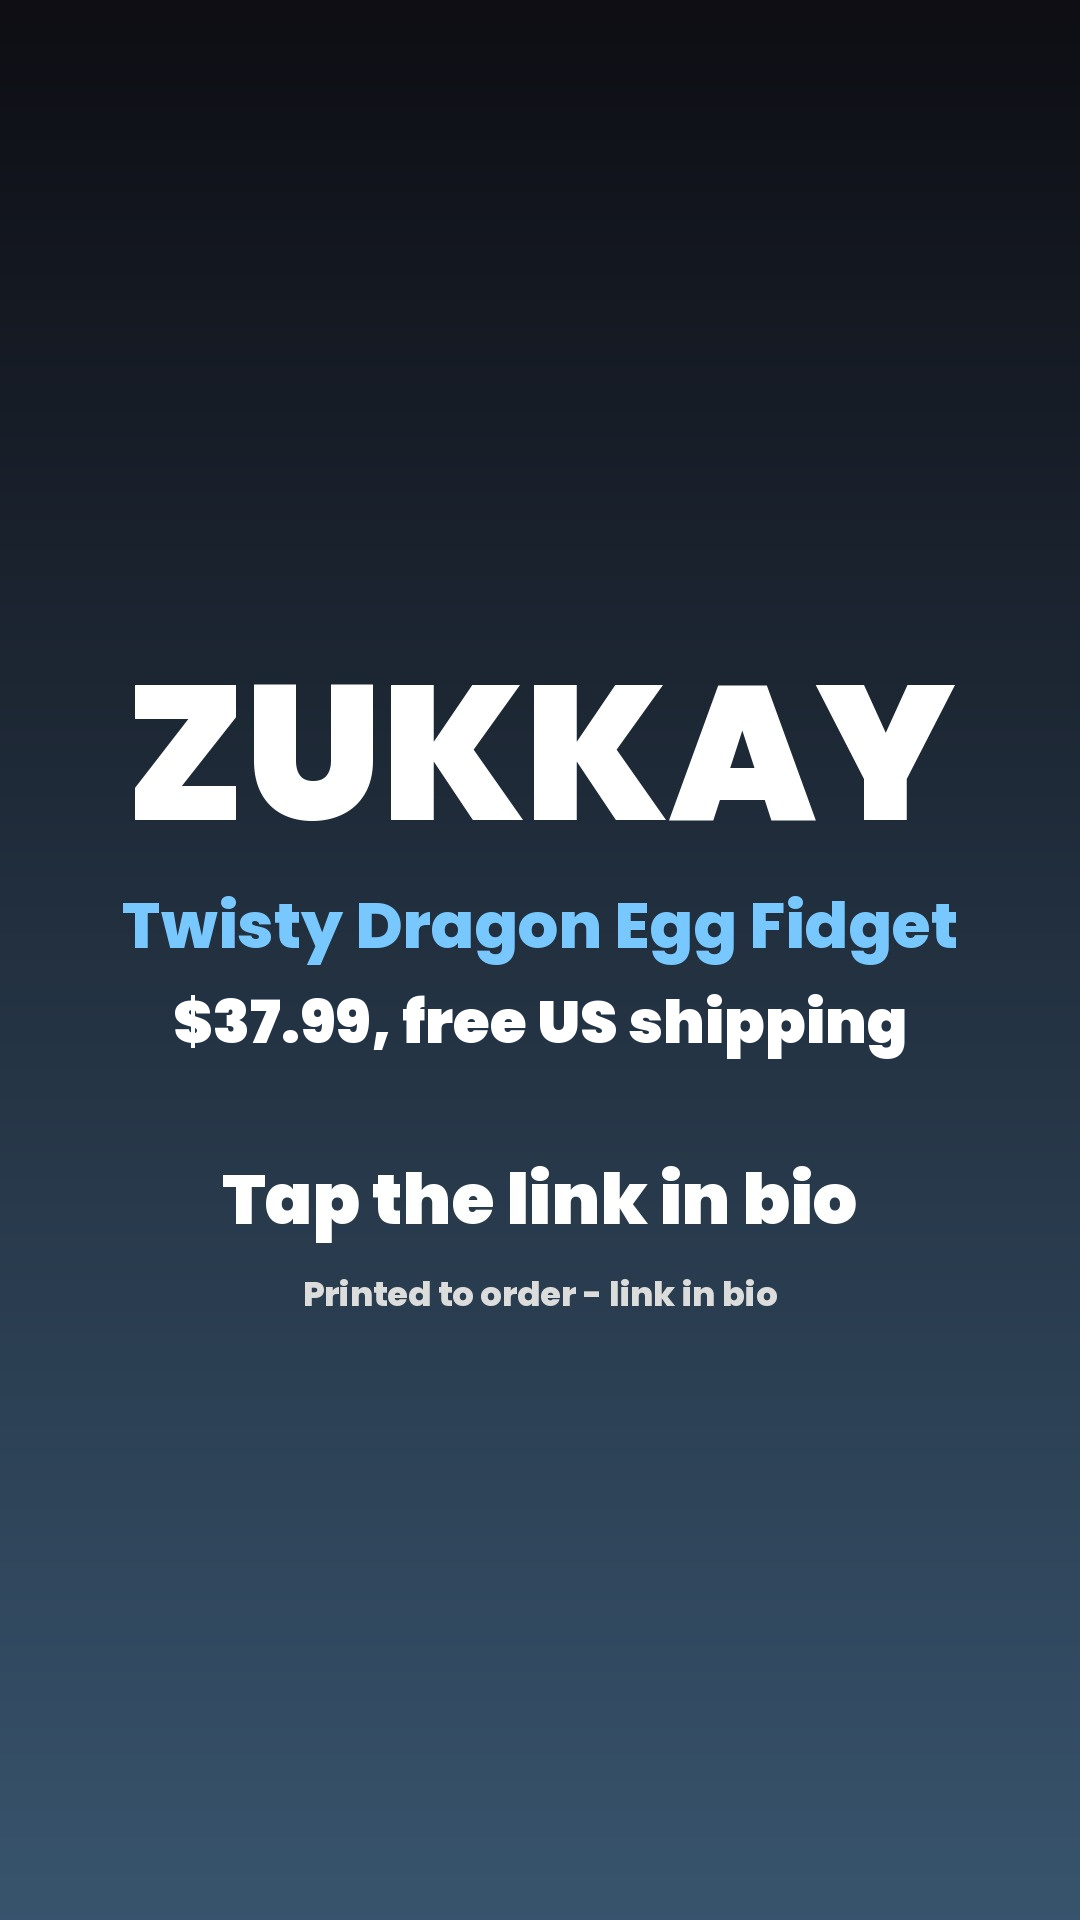 ZUKKAY
Twisty Dragon Egg Fidget
$37.99, free US shipping
Tap the link in bio
Printed to order - link in bio